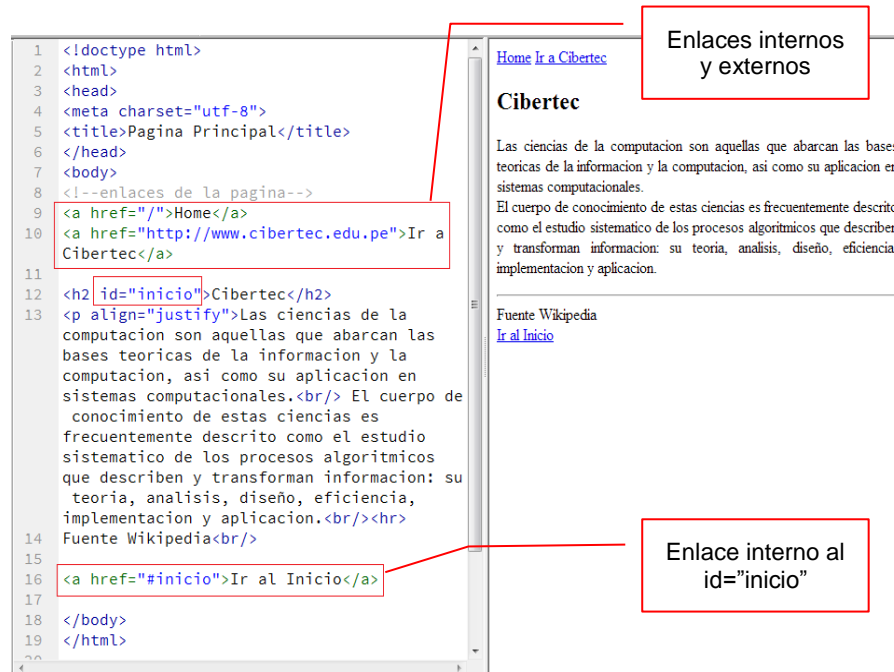 Enlaces internos
y externos
1 <!doctype html>
2 <html>
3 <head>
4 <meta charset="utf-8">
5 <title>Pagina Principal</title>
6 </head>
7 <body>
8 <!--enlaces de la pagina-->
9 <a href="/">Home</a>
10 <a href="http://www.cibertec.edu.pe">Ir a
Cibertec</a>
11
12 <h2 id="inicio">Cibertec</h2>
13 <p align="justify">Las ciencias de la
computacion son aquellas que abarcan las
bases teoricas de la informacion y la
computacion, asi como su aplicacion en
sistemas computacionales.<br/> El cuerpo de
conocimiento de estas ciencias es
frecuentemente descrito como el estudio
sistematico de los procesos algoritmicos
que describen y transforman informacion: su
teoria, analisis, diseño, eficiencia,
implementacion y aplicacion.<br/><hr>
14 Fuente Wikipedia<br/>
15
16 <a href="#inicio">Ir al Inicio</a>
17
18 </body>
19 </html>
Home Ir a Cibertec
Cibertec
Las ciencias de la computacion son aquellas que abarcan las bases
teoricas de la informacion y la computacion, asi como su aplicacion en
sistemas computacionales.
El cuerpo de conocimiento de estas ciencias es frecuentemente descrito
como el estudio sistematico de los procesos algoritmicos que describen
y transforman informacion: su teoria, analisis, diseño, eficiencia,
implementacion y aplicacion.
Fuente Wikipedia
Ir al Inicio
Enlace interno al
id=”inicio”